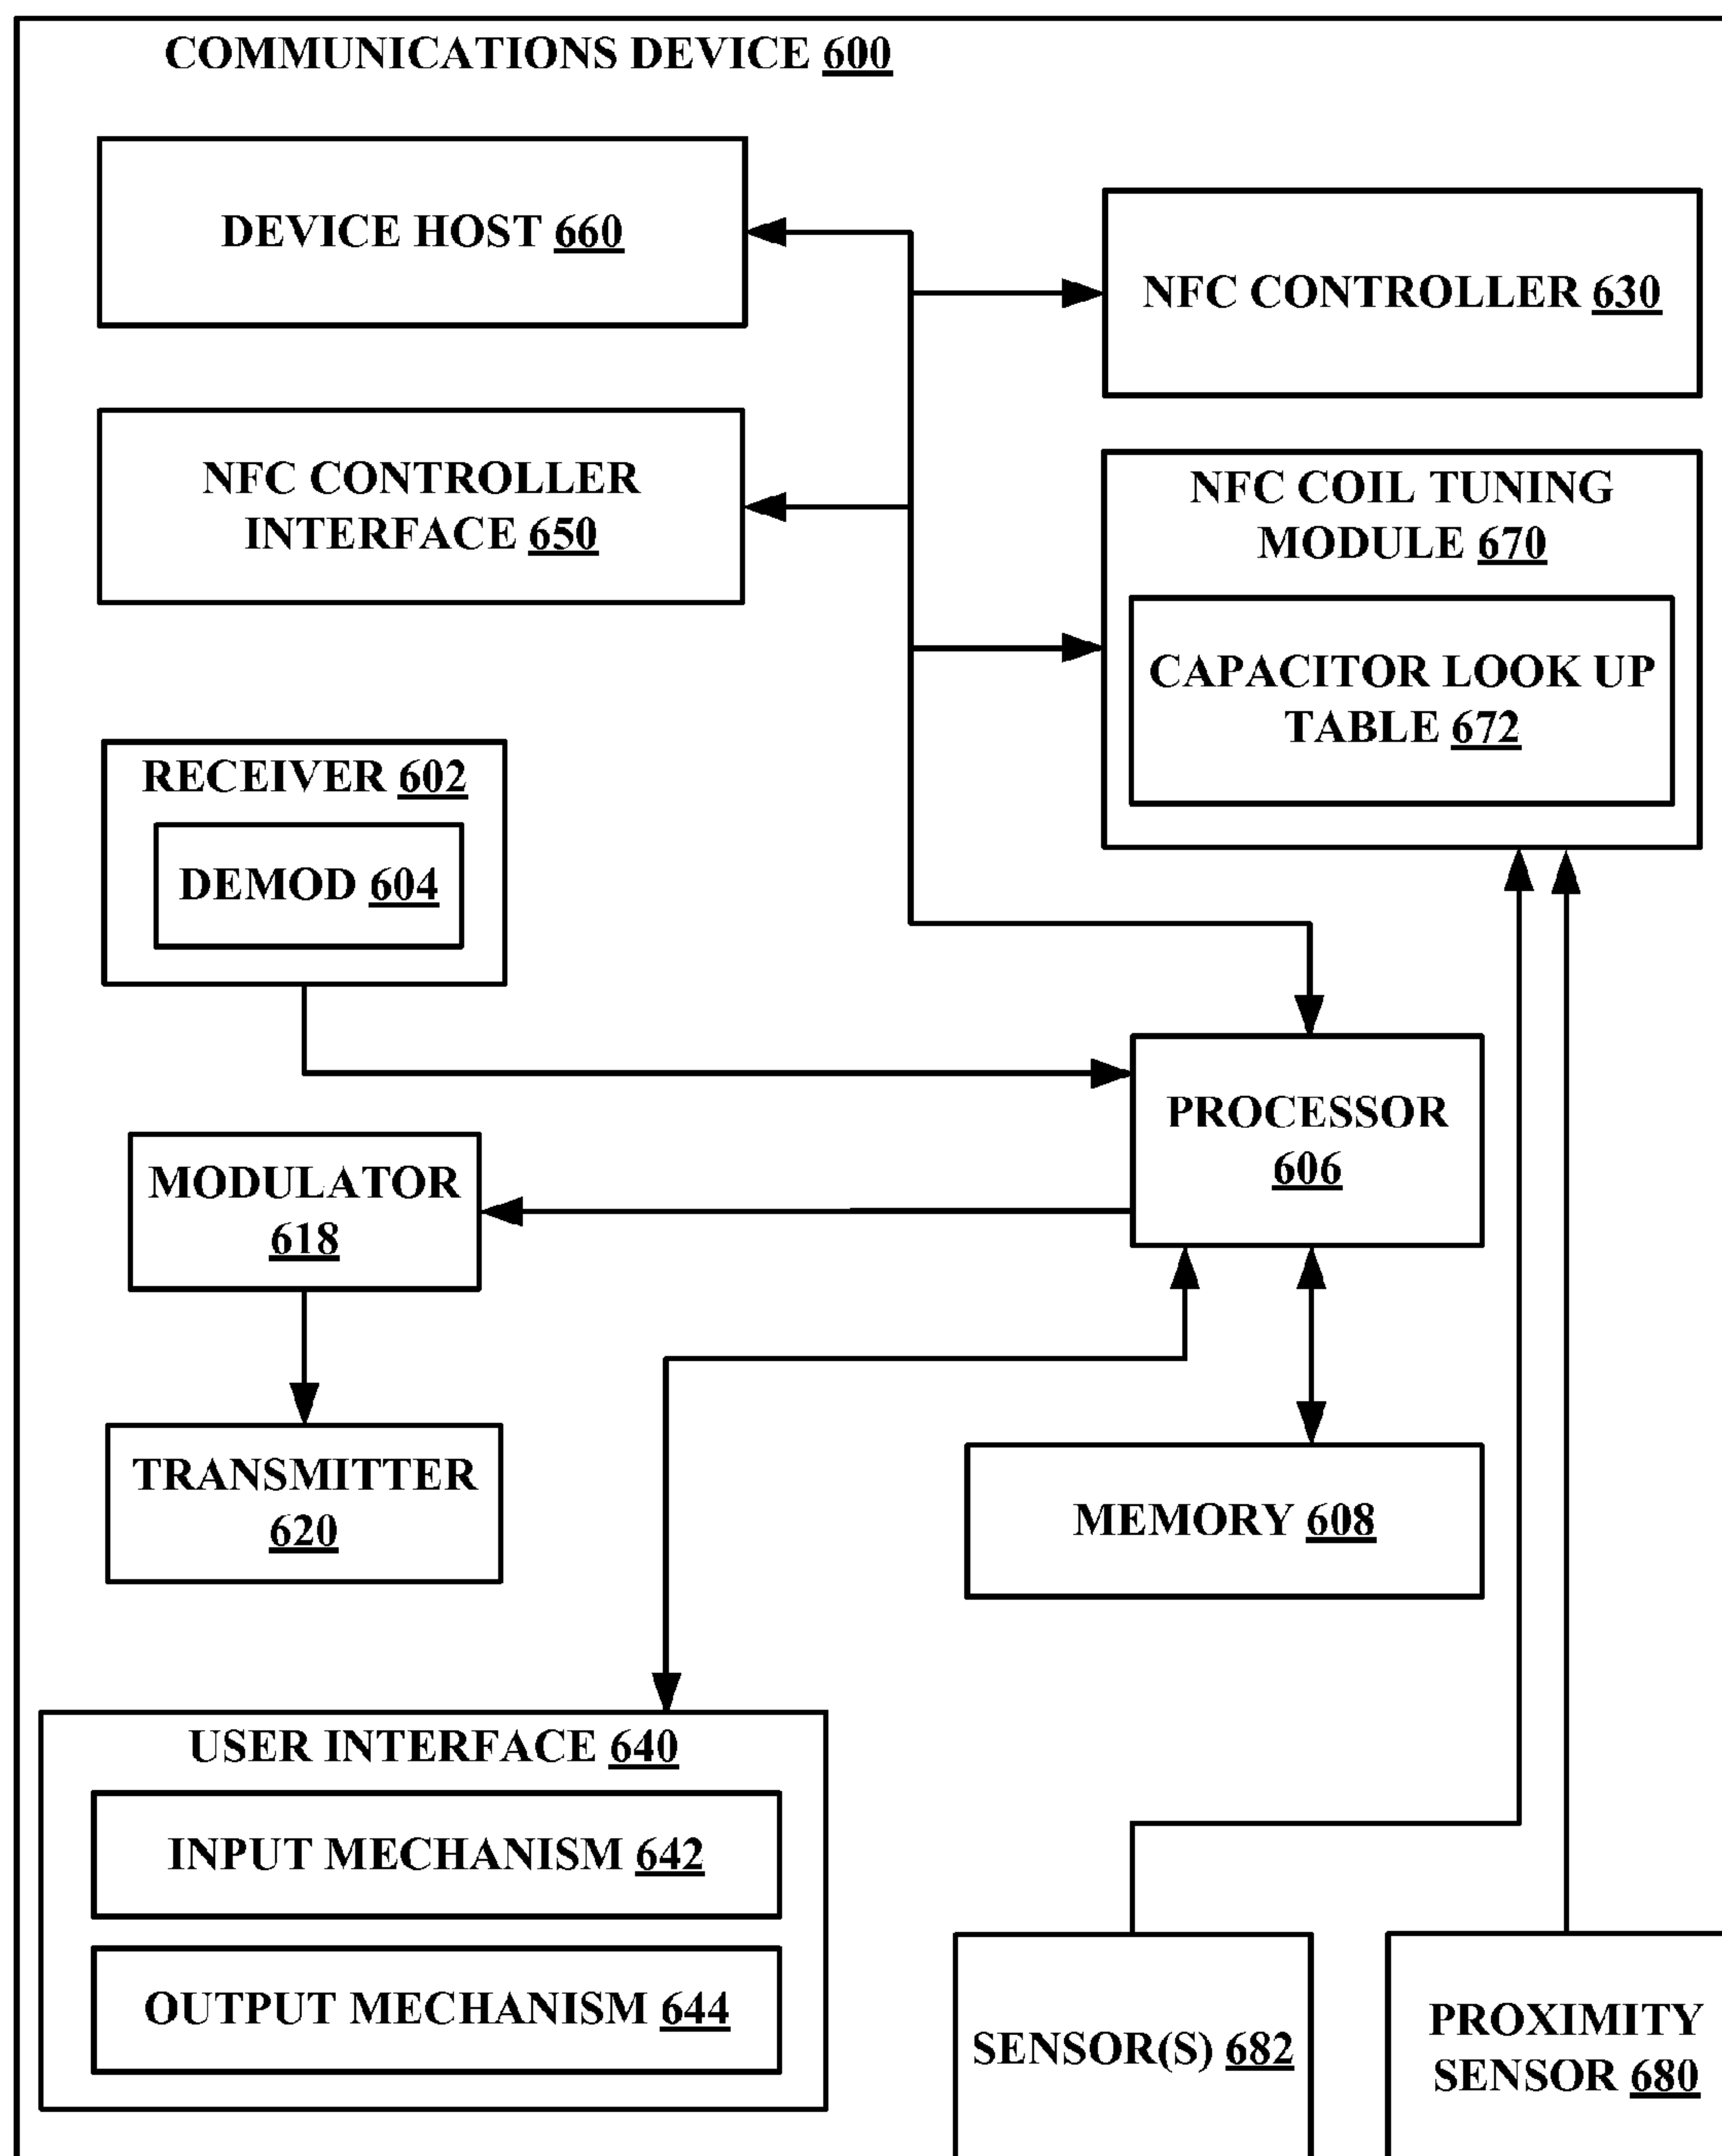 COMMUNICATIONS DEVICE 600
DEVICE HOST 660
NFC CONTROLLER 630
NFC CONTROLLER
INTERFACE 650
NFC COIL TUNING
MODULE 670
CAPACITOR LOOK UP
TABLE 672
RECEIVER 602
DEMOD 604
PROCESSOR
606
MODULATOR
618
TRANSMITTER
620
MEMORY 608
USER INTERFACE 640
INPUT MECHANISM 642
OUTPUT MECHANISM 644
SENSOR(S) 682
PROXIMITY
SENSOR 680